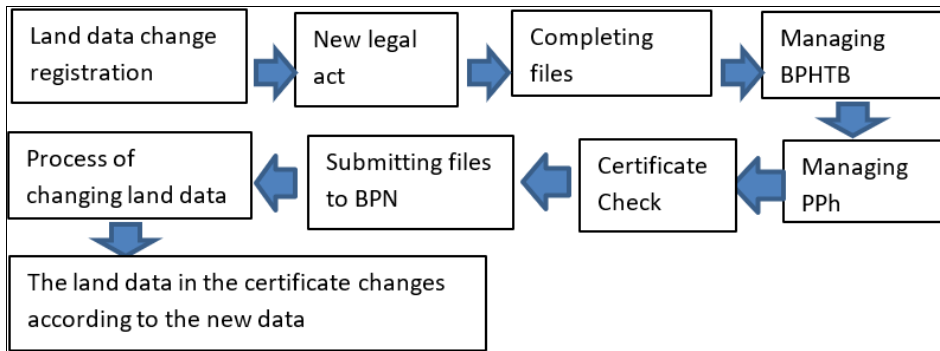 Land data change
registration
New legal
act
Completing
files
Managing
BPHTB
Managing
PPh
Certificate
Check
Submitting files
to BPN
Process of
changing land data
The land data in the certificate changes
according to the new data